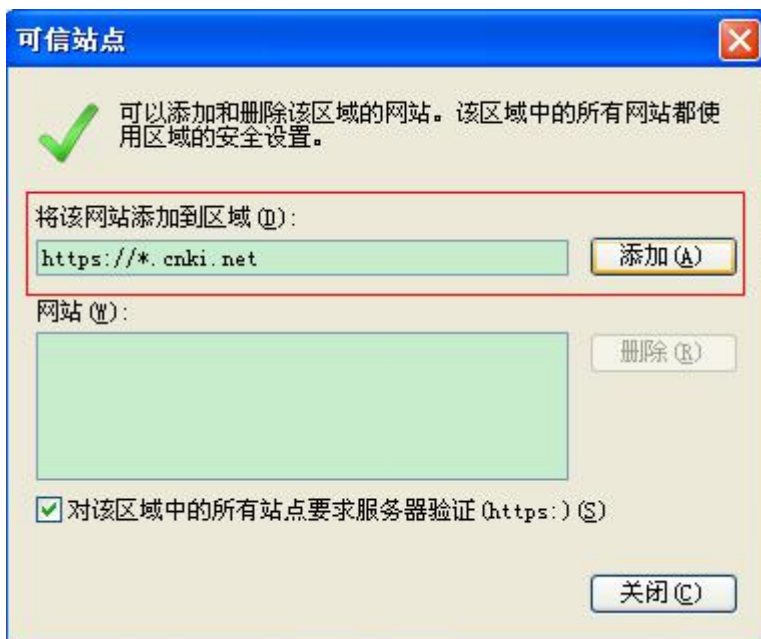 可信站点
可以添加和删除该区域的网站。该区域中的所有网站都使
用区域的安全设置。
将该网站添加到区域(D):
https://*.cnki.net
添加(A)
网站(W):
删除(R)
对该区域中的所有站点要求服务器验证(https:)(S)
关闭(C)